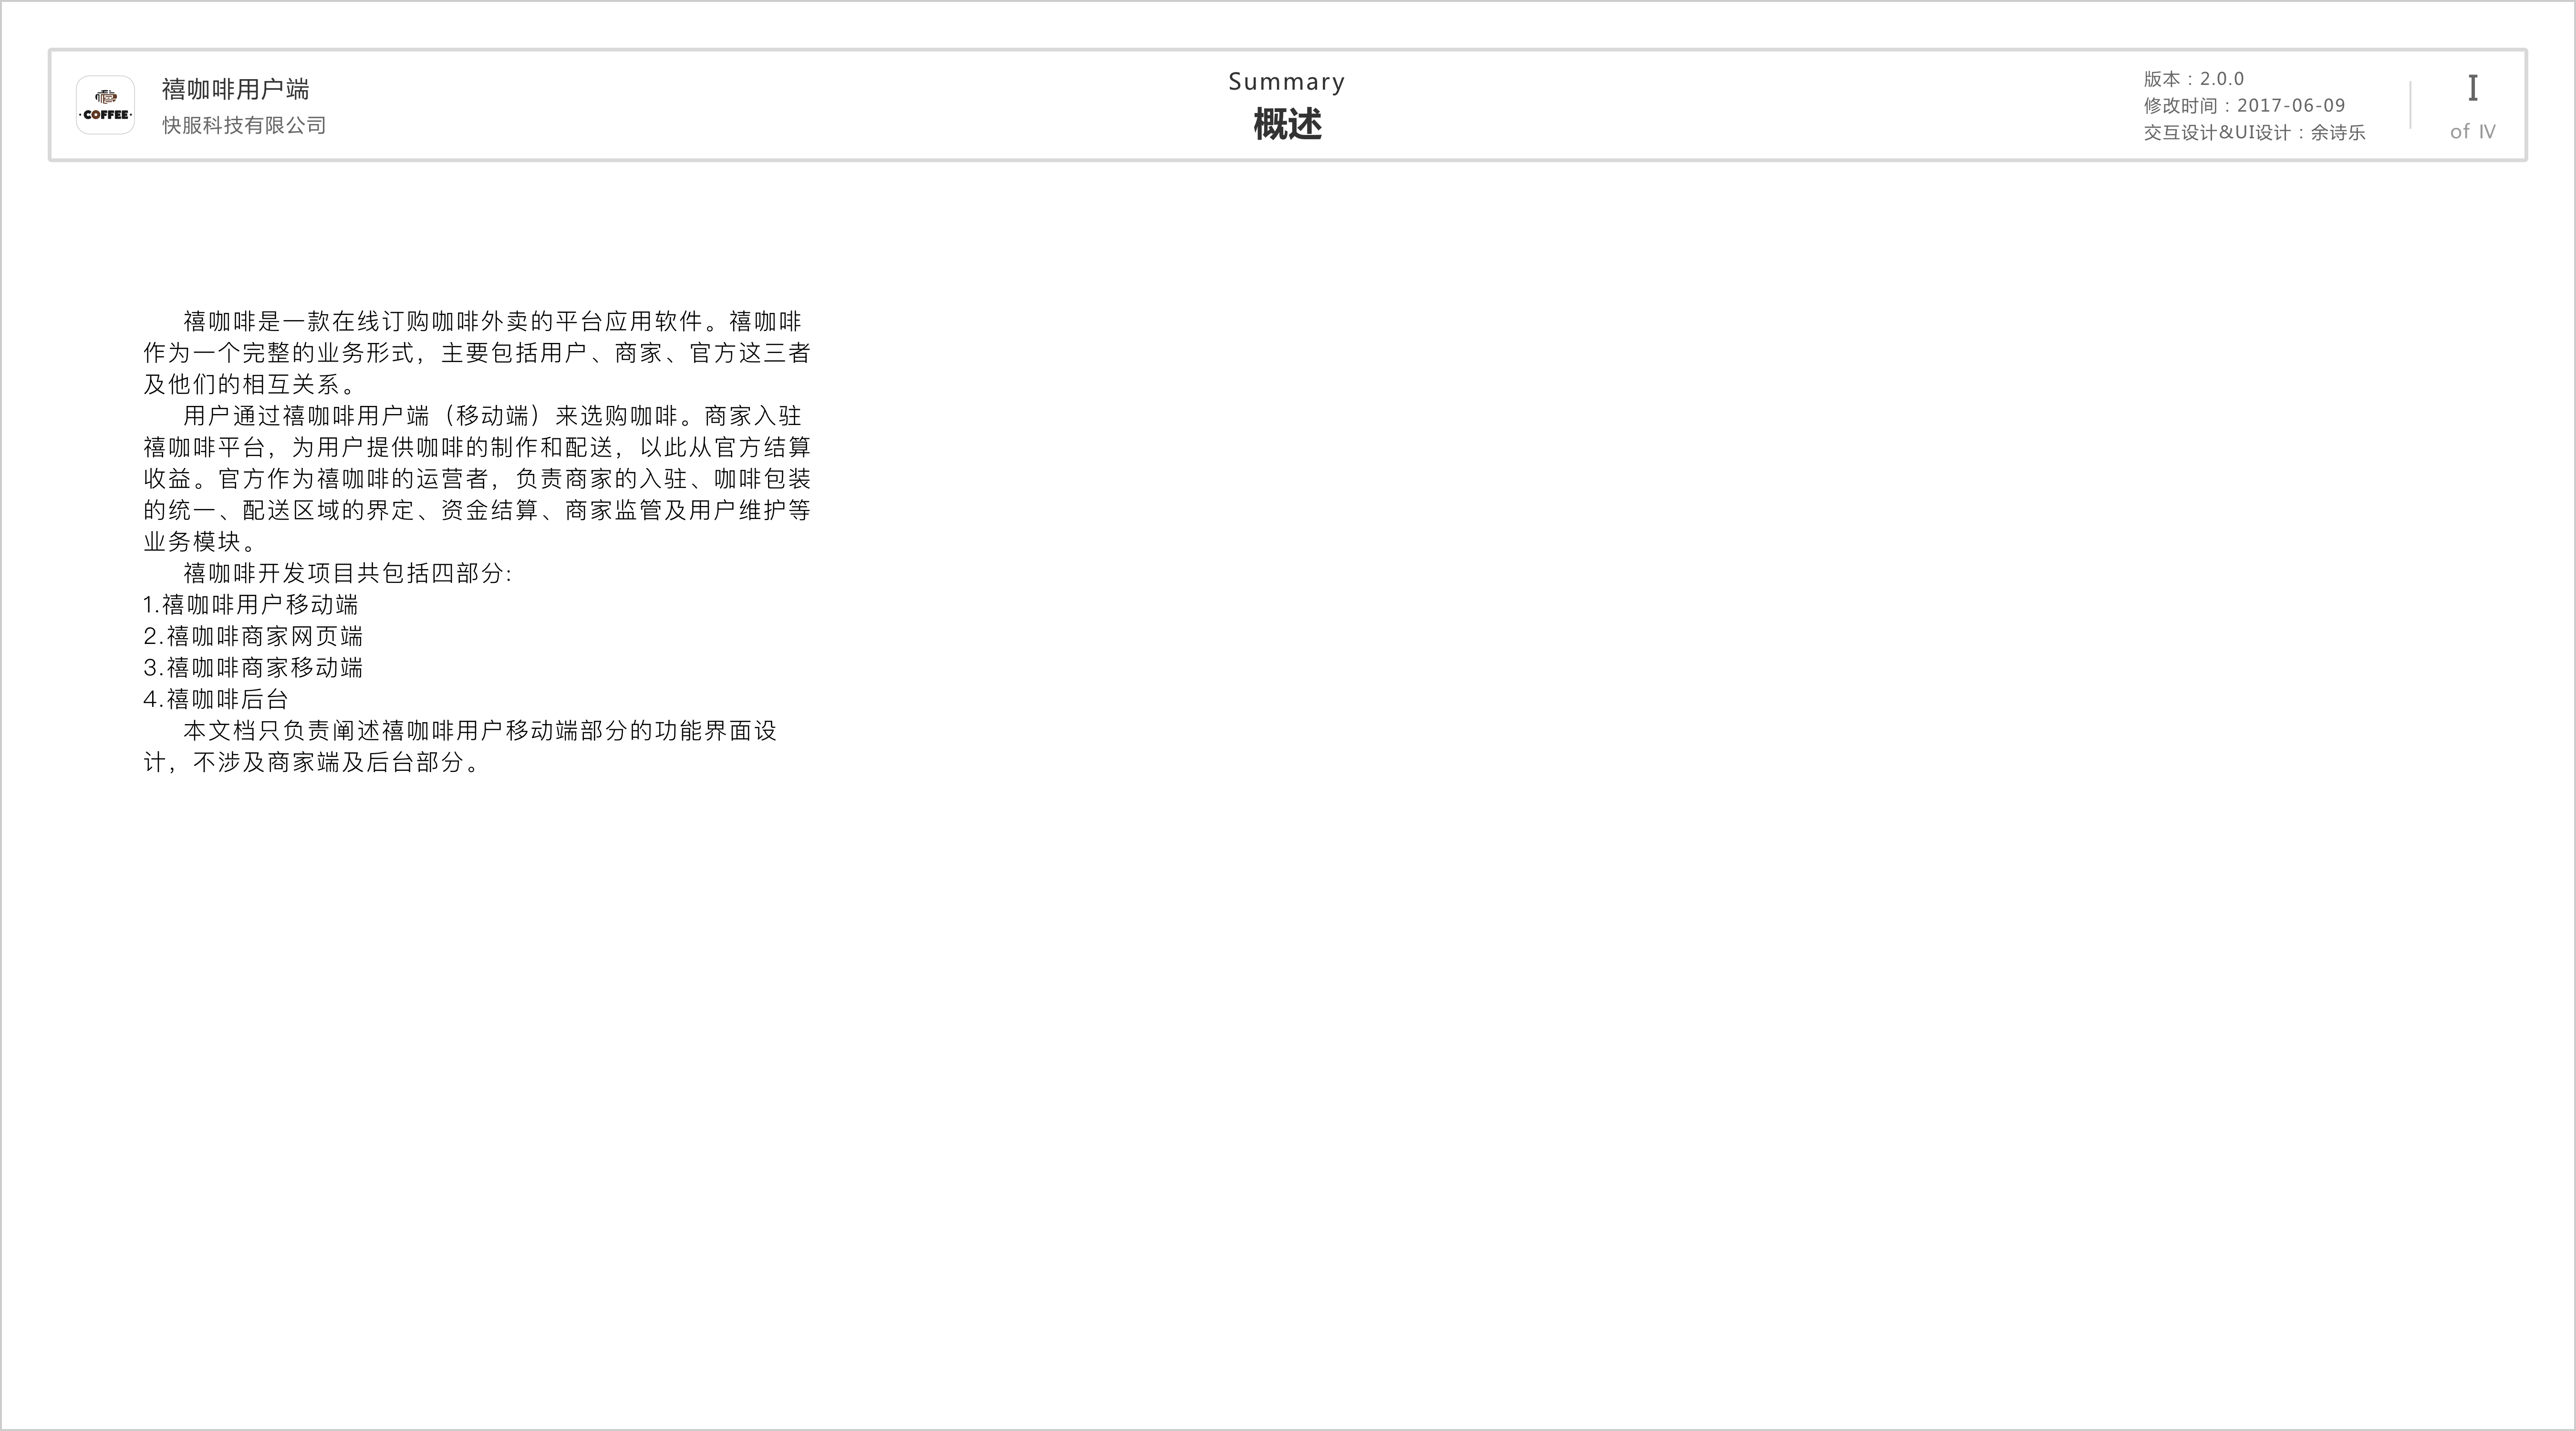 ·COFFEE·
禧咖啡用户端
快服科技有限公司
Summary
概述
版本：2.0.0
修改时间：2017-06-09
交互设计&UI设计：余诗乐
I
of Ⅳ
禧咖啡是一款在线订购咖啡外卖的平台应用软件。禧咖啡
作为一个完整的业务形式，主要包括用户、商家、官方这三者
及他们的相互关系。
用户通过禧咖啡用户端（移动端）来选购咖啡。商家入驻
禧咖啡平台，为用户提供咖啡的制作和配送，以此从官方结算
收益。官方作为禧咖啡的运营者，负责商家的入驻、咖啡包装
的统一、配送区域的界定、资金结算、商家监管及用户维护等
业务模块。
禧咖啡开发项目共包括四部分:
1.禧咖啡用户移动端
2.禧咖啡商家网页端
3.禧咖啡商家移动端
4.禧咖啡后台
本文档只负责阐述禧咖啡用户移动端部分的功能界面设
计，不涉及商家端及后台部分。